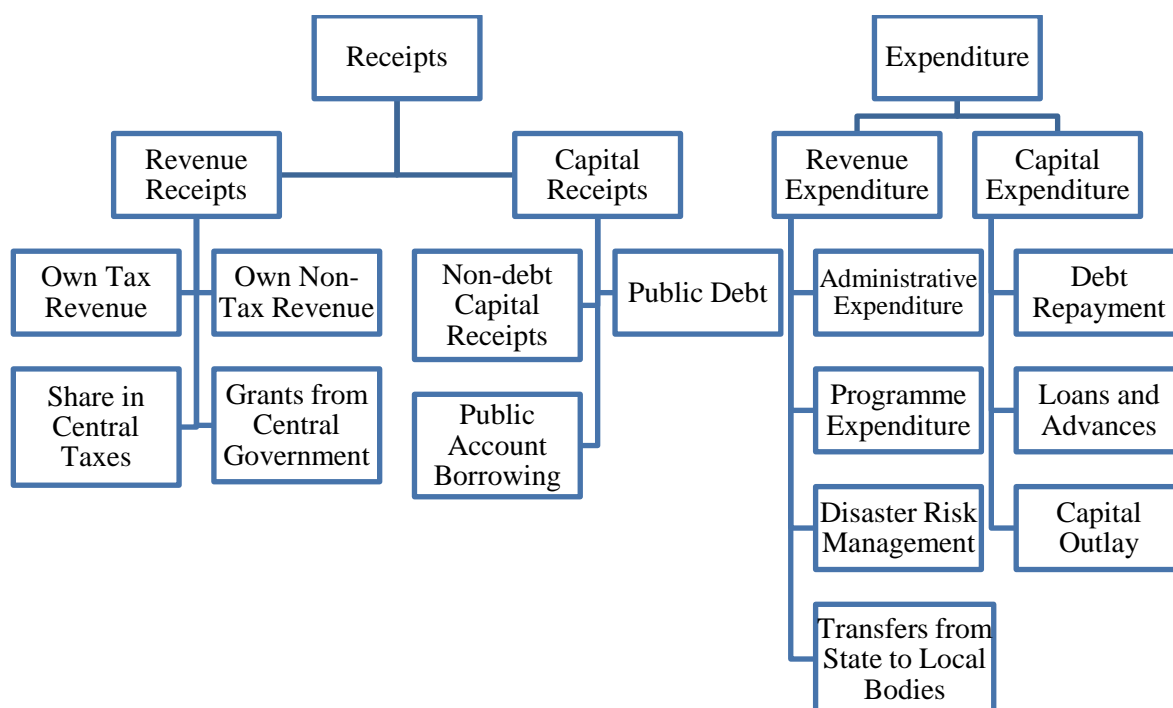 Receipts
Expenditure
Revenue
Receipts
Capital
Receipts
Revenue
Expenditure
Capital
Expenditure
Own Tax
Revenue
Own Non-
Tax Revenue
Non-debt
Capital
Receipts
Public Debt
Administrative
Expenditure
Debt
Repayment
Share in
Central
Taxes
Grants from
Central
Government
Public
Account
Borrowing
Programme
Expenditure
Loans and
Advances
Disaster Risk
Management
Capital
Outlay
Transfers from
State to Local
Bodies